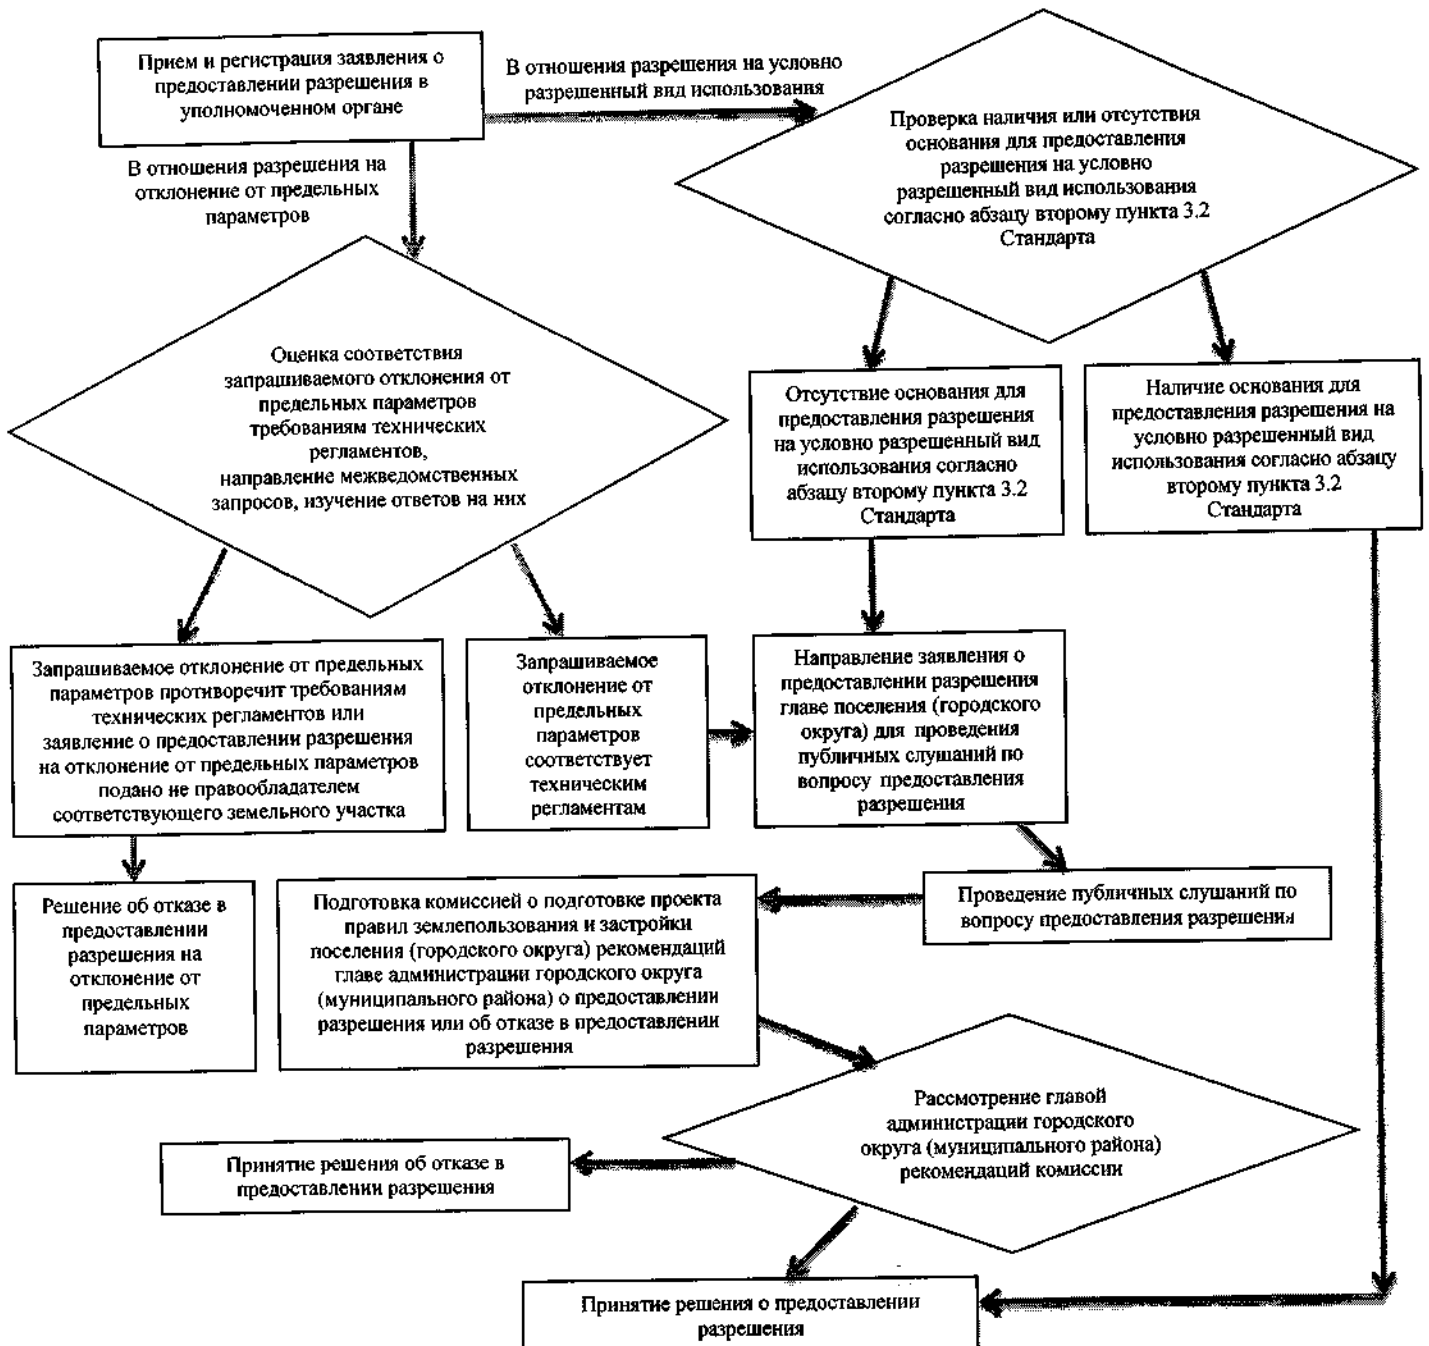 Прием и регистрация заявления о
предоставлении разрешения в
уполномоченном органе
В отношения разрешения на условно
разрешенный вид использования
Проверка наличия или отсутствия
основания для предоставления
разрешения на условно
разрешенный вид использования
согласно абзацу второму пункта 3.2
Стандарта
В отношения разрешения на
отклонение от предельных
параметров
Оценка соответствия
запрашиваемого отклонения от
предельных параметров
требованиям технических
регламентов,
направление межведомственных
запросов, изучение ответов на них
Отсутствие основания для
предоставления разрешения
на условно разрешенный вид
использования согласно
абзацу второму пункта 3.2
Стандарта
Наличие основания для
предоставления разрешения на
условно разрешенный вид
использования согласно абзацу
второму пункта 3.2
Стандарта
Запрашиваемое отклонение от предельных
параметров противоречит требованиям
технических регламентов или
заявление о предоставлении разрешения
на отклонение от предельных параметров
подано не правообладателем
соответствующего земельного участка
Запрашиваемое
отклонение от
предельных
параметров
соответствует
техническим
регламентам
Направление заявления о
предоставлении разрешения
главе поселения (городского
округа) для проведения
публичных слушаний по
вопросу предоставления
разрешения
Решение об отказе в
предоставлении
разрешения на
отклонение от
предельных
параметров
Подготовка комиссией о подготовке проекта
правил землепользования и застройки
поселения (городского округа) рекомендаций
главе администрации городского округа
(муниципального района) о предоставлении
разрешения или об отказе в предоставлении
разрешения
Проведение публичных слушаний по
вопросу предоставления разрешения
Рассмотрение главой
администрации городского
округа (муниципального района)
рекомендаций комиссии
Принятие решения об отказе в
предоставлении разрешения
Принятие решения о предоставлении
разрешения